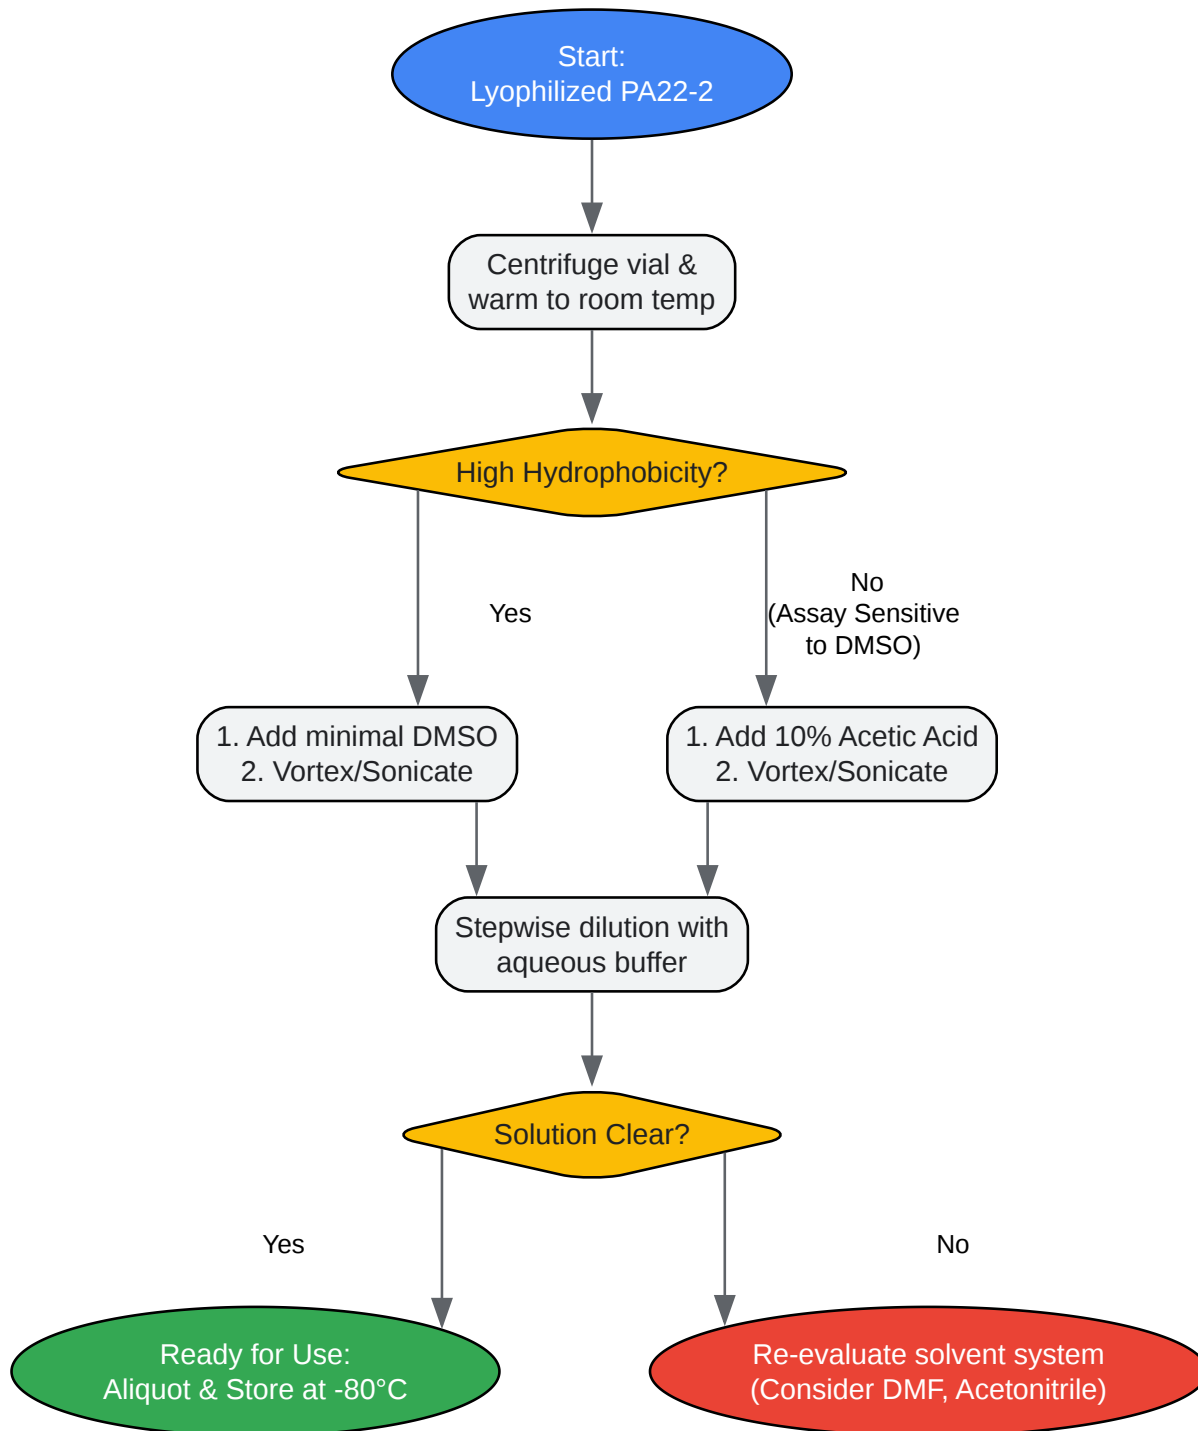 Start:
Lyophilized PA22-2
Centrifuge vial &
warm to room temp
High Hydrophobicity?
Yes
No
(Assay Sensitive
to DMSO)
1. Add minimal DMSO
2. Vortex/Sonicate
1. Add 10% Acetic Acid
2. Vortex/Sonicate
Stepwise dilution with
aqueous buffer
Solution Clear?
Yes
No
Ready for Use:
Aliquot & Store at -80°C
Re-evaluate solvent system
(Consider DMF, Acetonitrile)